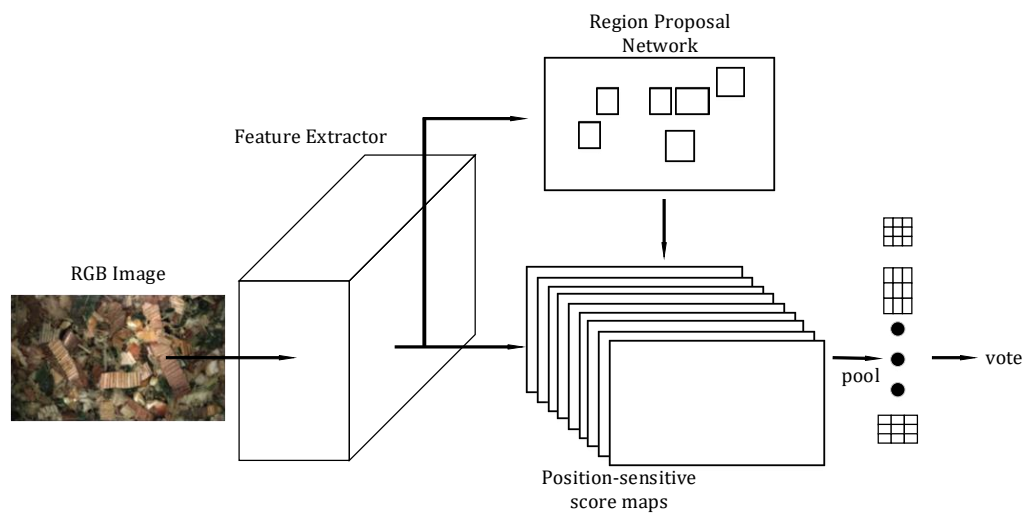 Region Proposal
Network
Feature Extractor
RGB Image
pool
vote
Position-sensitive
score maps